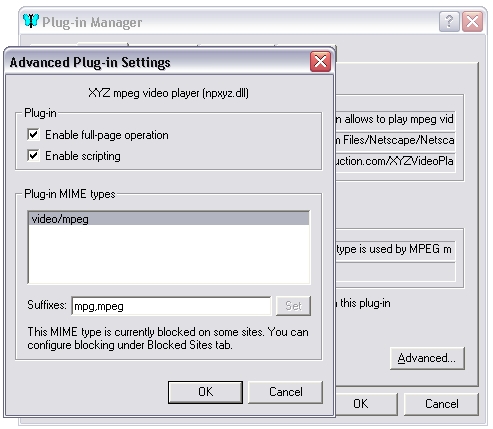 Plug-in Manager
Advanced Plug-in Settings
XYZ mpeg video player (npxyz.dll)
Plug-in
Enable full-page operation
Enable scripting
Plug-in MIME types
video/mpeg
Suffixes: mpg,mpeg Set
This MIME type is currently blocked on some sites. You can
configure blocking under Blocked Sites tab.
OK Cancel
allows to play mpeg vid
Files/Netscape/Netsca
uction.com/XYZVideoPla
type is used by MPEG m
this plug-in
Advanced...
OK Cancel